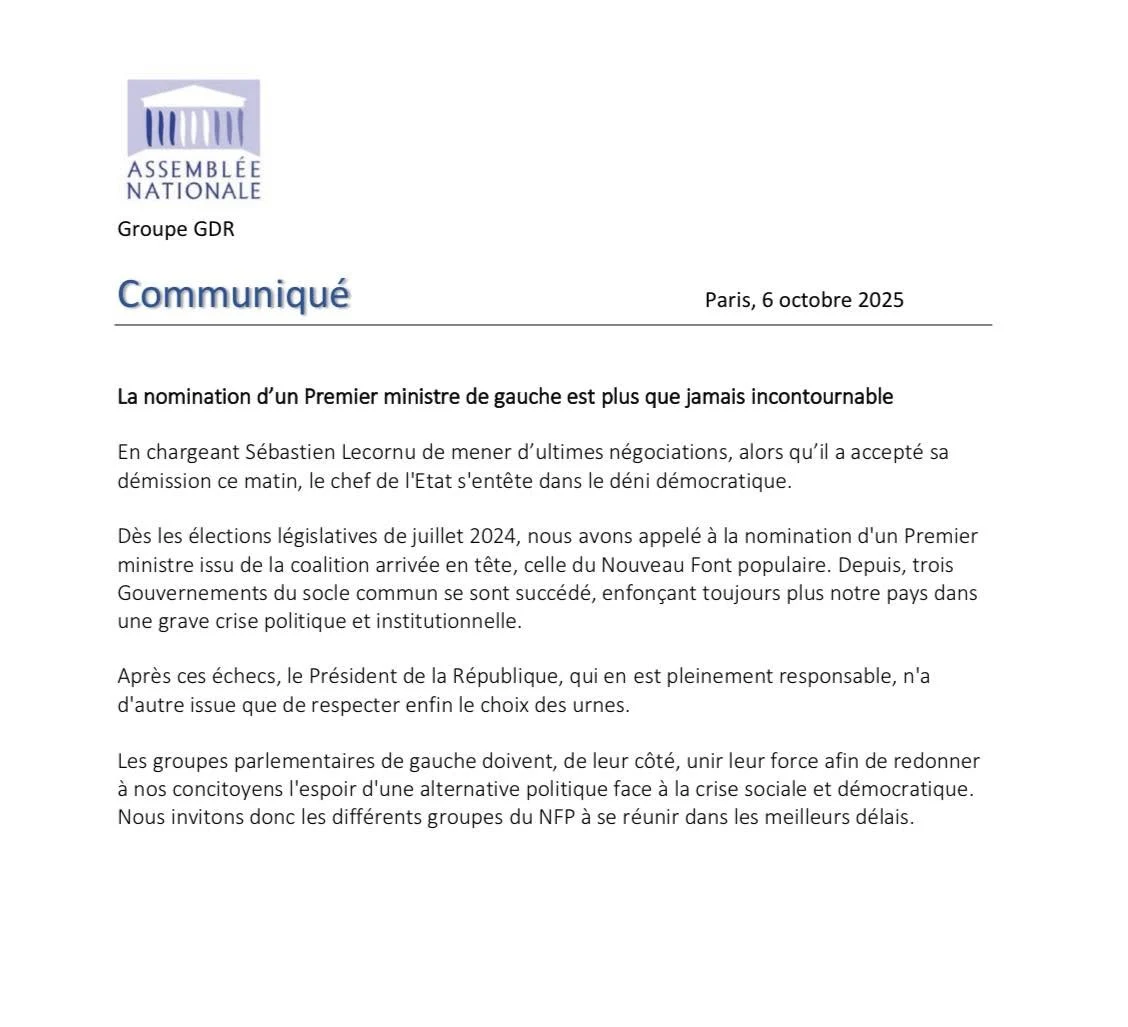 ASSEMBLÉE
NATIONALE
Groupe GDR
Communiqué
Paris, 6 octobre 2025
La nomination d’un Premier ministre de gauche est plus que jamais incontournable
En chargeant Sébastien Lecornu de mener d’ultimes négociations, alors qu’il a accepté sa
démission ce matin, le chef de l'Etat s'entête dans le déni démocratique.
Dès les élections législatives de juillet 2024, nous avons appelé à la nomination d'un Premier
ministre issu de la coalition arrivée en tête, celle du Nouveau Font populaire. Depuis, trois
Gouvernements du socle commun se sont succédé, enfonçant toujours plus notre pays dans
une grave crise politique et institutionnelle.
Après ces échecs, le Président de la République, qui en est pleinement responsable, n'a
d'autre issue que de respecter enfin le choix des urnes.
Les groupes parlementaires de gauche doivent, de leur côté, unir leur force afin de redonner
à nos concitoyens l'espoir d'une alternative politique face à la crise sociale et démocratique.
Nous invitons donc les différents groupes du NFP à se réunir dans les meilleurs délais.